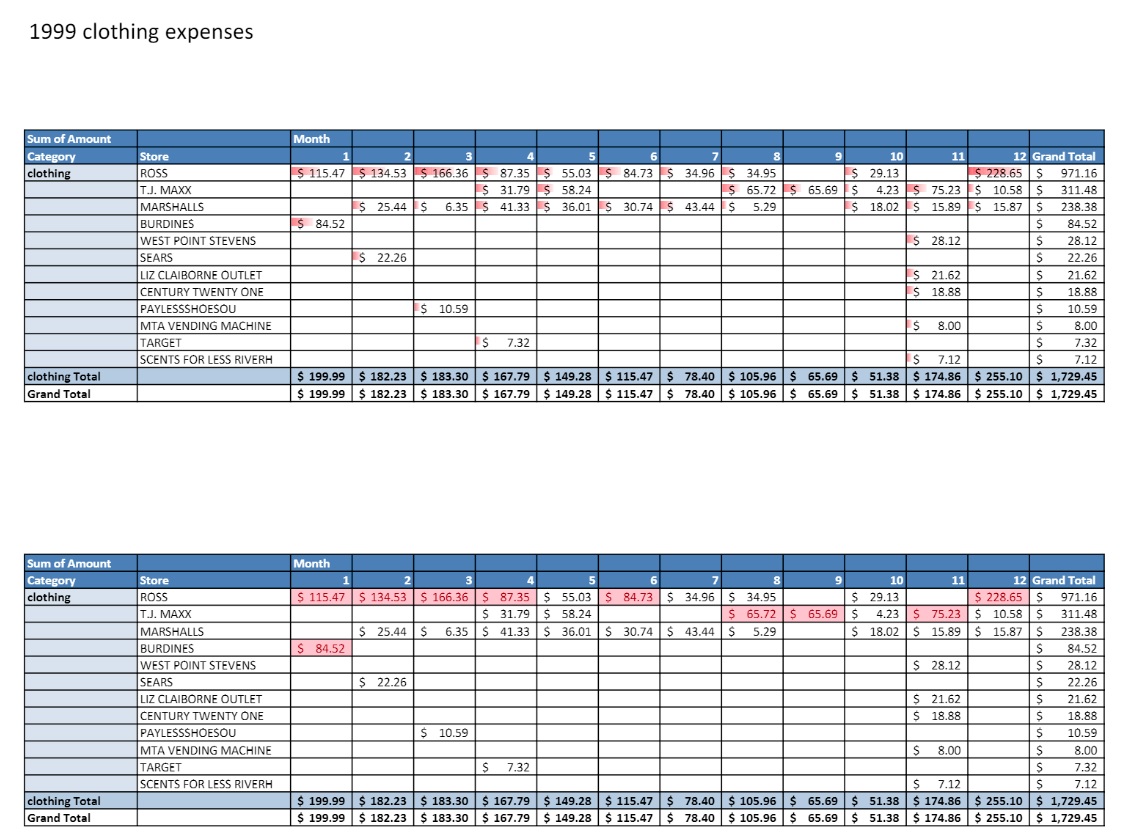 1999 clothing expenses
Sum of Amount Month
Category Store 1 2 3 4 5 6 7 8 9 10 11 12 Grand Total
clothing ROSS $ 115.47 $ 134.53 $ 166.36 $ 87.35 $ 55.03 $ 84.73 $ 34.96 $ 34.95 $ 29.13 $ 228.65 $ 971.16
T.J. MAXX $ 31.79 $ 58.24 $ 65.72 $ 65.69 $ 4.23 $ 75.23 $ 10.58 $ 311.48
MARSHALLS $ 25.44 $ 6.35 $ 41.33 $ 36.01 $ 30.74 $ 43.44 $ 5.29 $ 18.02 $ 15.89 $ 15.87 $ 238.38
BURDINES $ 84.52 $ 84.52
WEST POINT STEVENS $ 28.12 $ 28.12
SEARS $ 22.26 $ 22.26
LIZ CLAIBORNE OUTLET $ 21.62 $ 21.62
CENTURY TWENTY ONE $ 18.88 $ 18.88
PAYLESSSHOESOU $ 10.59 $ 10.59
MTA VENDING MACHINE $ 8.00 $ 8.00
TARGET $ 7.32 $ 7.32
SCENTS FOR LESS RIVERH $ 7.12 $ 7.12
clothing Total $ 199.99 $ 182.23 $ 183.30 $ 167.79 $ 149.28 $ 115.47 $ 78.40 $ 105.96 $ 65.69 $ 51.38 $ 174.86 $ 255.10 $ 1,729.45
Grand Total $ 199.99 $ 182.23 $ 183.30 $ 167.79 $ 149.28 $ 115.47 $ 78.40 $ 105.96 $ 65.69 $ 51.38 $ 174.86 $ 255.10 $ 1,729.45
Sum of Amount Month
Category Store 1 2 3 4 5 6 7 8 9 10 11 12 Grand Total
clothing ROSS $ 115.47 $ 134.53 $ 166.36 $ 87.35 $ 55.03 $ 84.73 $ 34.96 $ 34.95 $ 29.13 $ 228.65 $ 971.16
T.J. MAXX $ 31.79 $ 58.24 $ 65.72 $ 65.69 $ 4.23 $ 75.23 $ 10.58 $ 311.48
MARSHALLS $ 25.44 $ 6.35 $ 41.33 $ 36.01 $ 30.74 $ 43.44 $ 5.29 $ 18.02 $ 15.89 $ 15.87 $ 238.38
BURDINES $ 84.52 $ 84.52
WEST POINT STEVENS $ 28.12 $ 28.12
SEARS $ 22.26 $ 22.26
LIZ CLAIBORNE OUTLET $ 21.62 $ 21.62
CENTURY TWENTY ONE $ 18.88 $ 18.88
PAYLESSSHOESOU $ 10.59 $ 10.59
MTA VENDING MACHINE $ 8.00 $ 8.00
TARGET $ 7.32 $ 7.32
SCENTS FOR LESS RIVERH $ 7.12 $ 7.12
clothing Total $ 199.99 $ 182.23 $ 183.30 $ 167.79 $ 149.28 $ 115.47 $ 78.40 $ 105.96 $ 65.69 $ 51.38 $ 174.86 $ 255.10 $ 1,729.45
Grand Total $ 199.99 $ 182.23 $ 183.30 $ 167.79 $ 149.28 $ 115.47 $ 78.40 $ 105.96 $ 65.69 $ 51.38 $ 174.86 $ 255.10 $ 1,729.45